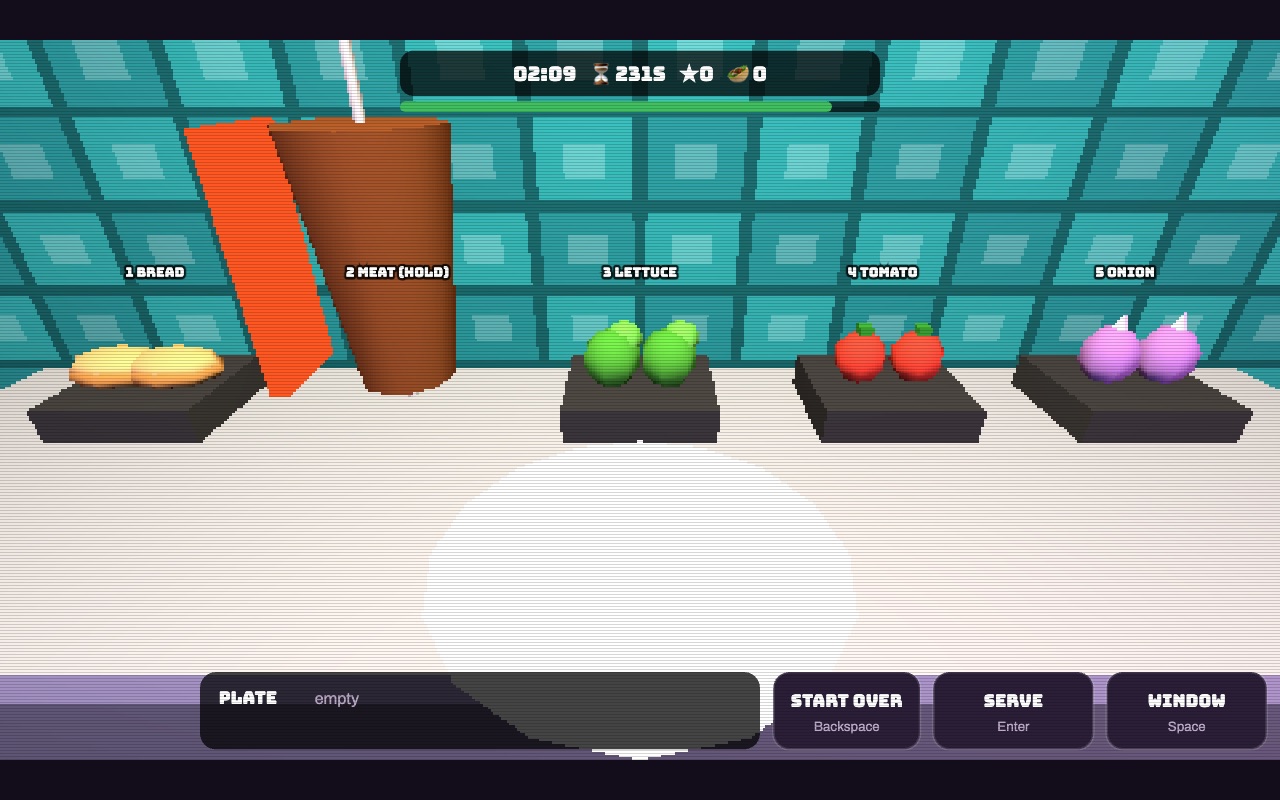 02:09 ⏳231S ★0 🥙0
1 BREAD
2 MEAT (HOLD)
3 LETTUCE
4 TOMATO
5 ONION
PLATE empty
START OVER
Backspace
SERVE
Enter
WINDOW
Space